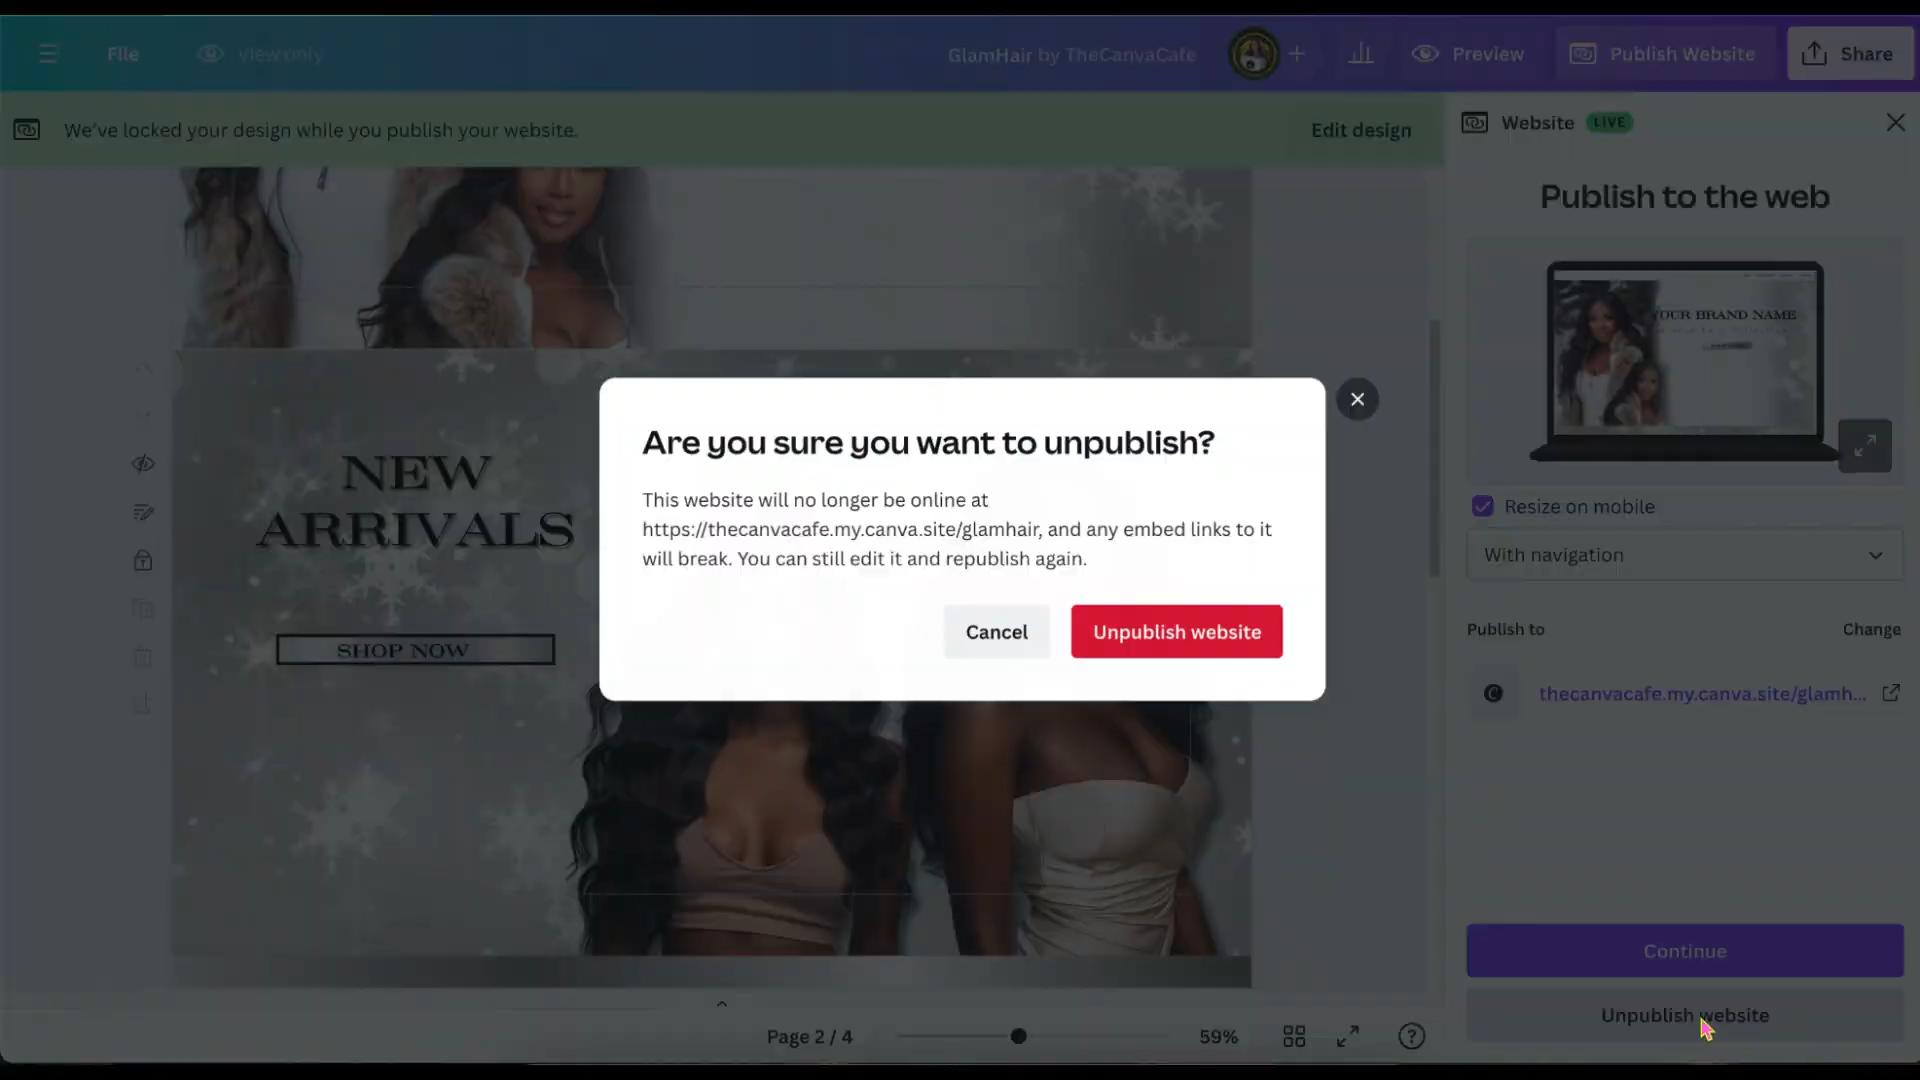 File
View only
GlamHair by TheCanvaCafe
Preview
Publish Website
Share
We've locked your design while you publish your website.
Edit design
Website
LIVE
Publish to the web
OUR BRAND NAME
Resize on mobile
With navigation
Publish to
Change
thecanvacafe.my.canva.site/glamh...
Continue
Unpublish website
NEW
ARRIVALS
SHOP NOW
Are you sure you want to unpublish?
This website will no longer be online at
https://thecanvacafe.my.canva.site/glamhair, and any embed links to it
will break. You can still edit it and republish again.
Cancel
Unpublish website
Page 2 / 4
59%